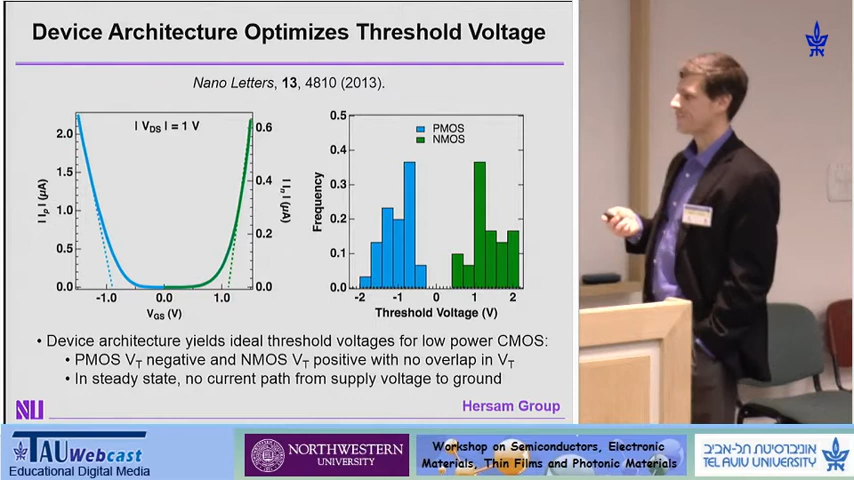 Device Architecture Optimizes Threshold Voltage
Nano Letters, 13, 4810 (2013).
| VDS | = 1 V
2.0
1.5
1.0
0.5
0.0
| Ip | (μA)
0.6
0.4
0.2
0.0
| In | (μA)
-1.0
0.0
1.0
VGS (V)
0.5
0.4
0.3
0.2
0.1
0.0
Frequency
PMOS
NMOS
-2
-1
0
1
2
Threshold Voltage (V)
• Device architecture yields ideal threshold voltages for low power CMOS:
• PMOS VT negative and NMOS VT positive with no overlap in VT
• In steady state, no current path from supply voltage to ground
NU
Hersam Group
TAU Webcast
Educational Digital Media
NORTHWESTERN
UNIVERSITY
Workshop on Semiconductors, Electronic
Materials, Thin Films and Photonic Materials
אוניברסיטת תל-אביב
TEL AVIV UNIVERSITY